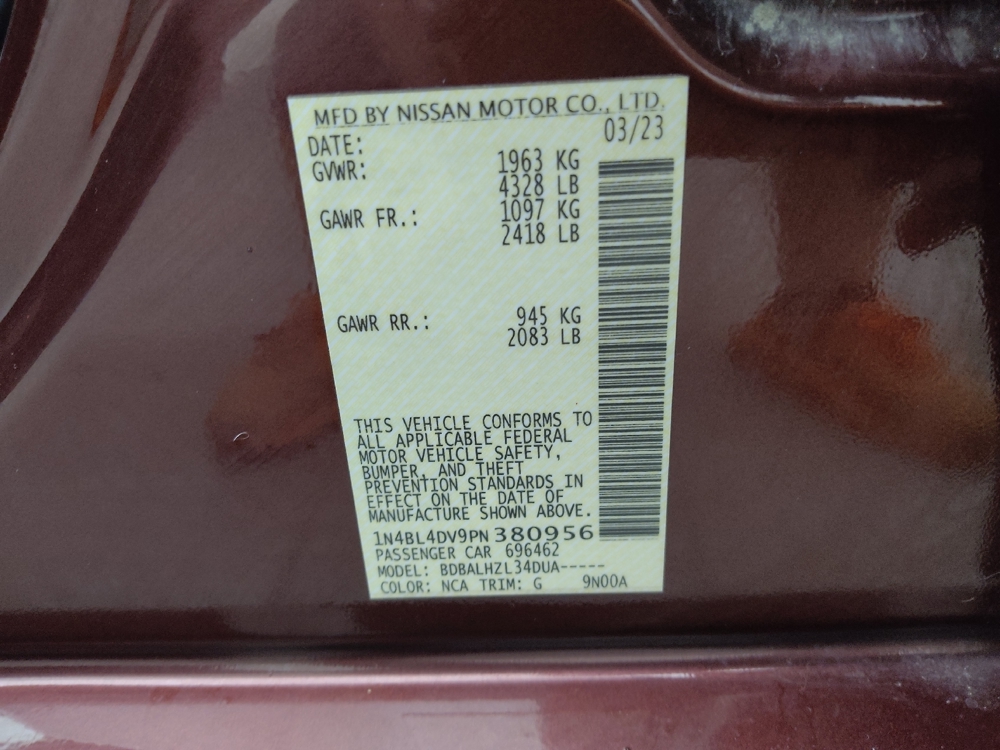 MFD BY NISSAN MOTOR CO., LTD.
DATE: 03/23
GVWR: 1963 KG
4328 LB
GAWR FR.: 1097 KG
2418 LB
GAWR RR.: 945 KG
2083 LB
THIS VEHICLE CONFORMS TO
ALL APPLICABLE FEDERAL
MOTOR VEHICLE SAFETY,
BUMPER, AND THEFT
PREVENTION STANDARDS IN
EFFECT ON THE DATE OF
MANUFACTURE SHOWN ABOVE.
1N4BL4DV9PN380956
PASSENGER CAR 696462
MODEL: BDBALHZL34DUA-----
COLOR: NCA TRIM: G 9N00A